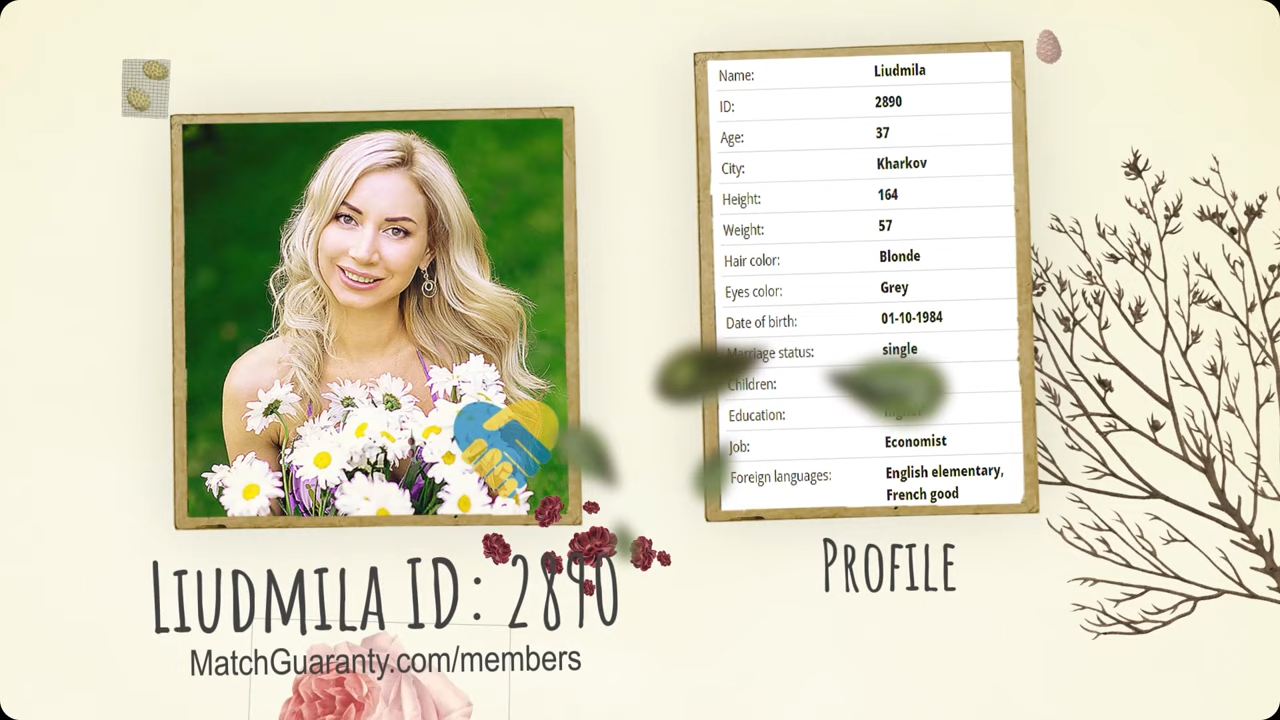 Name: Liudmila
ID: 2890
Age: 37
City: Kharkov
Height: 164
Weight: 57
Hair color: Blonde
Eyes color: Grey
Date of birth: 01-10-1984
Marriage status: single
Children:
Education: higher
Job: Economist
Foreign languages: English elementary,
French good
Liudmila ID: 2890
MatchGuaranty.com/members
Profile